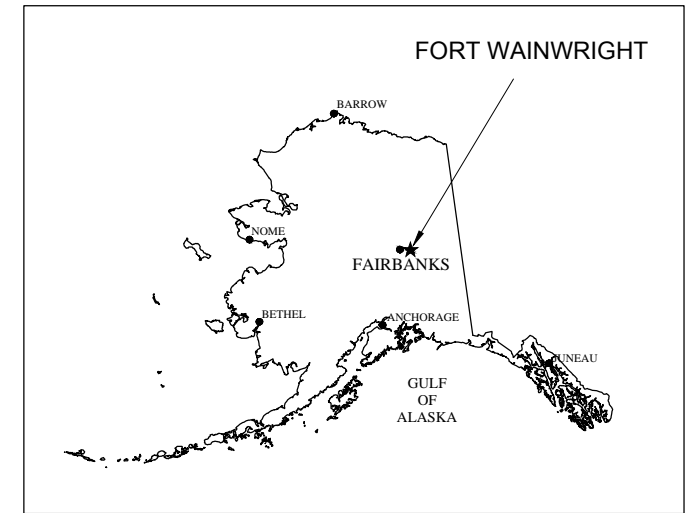 FORT WAINWRIGHT
BARROW
NOME
FAIRBANKS
BETHEL
ANCHORAGE
JUNEAU
GULF
OF
ALASKA